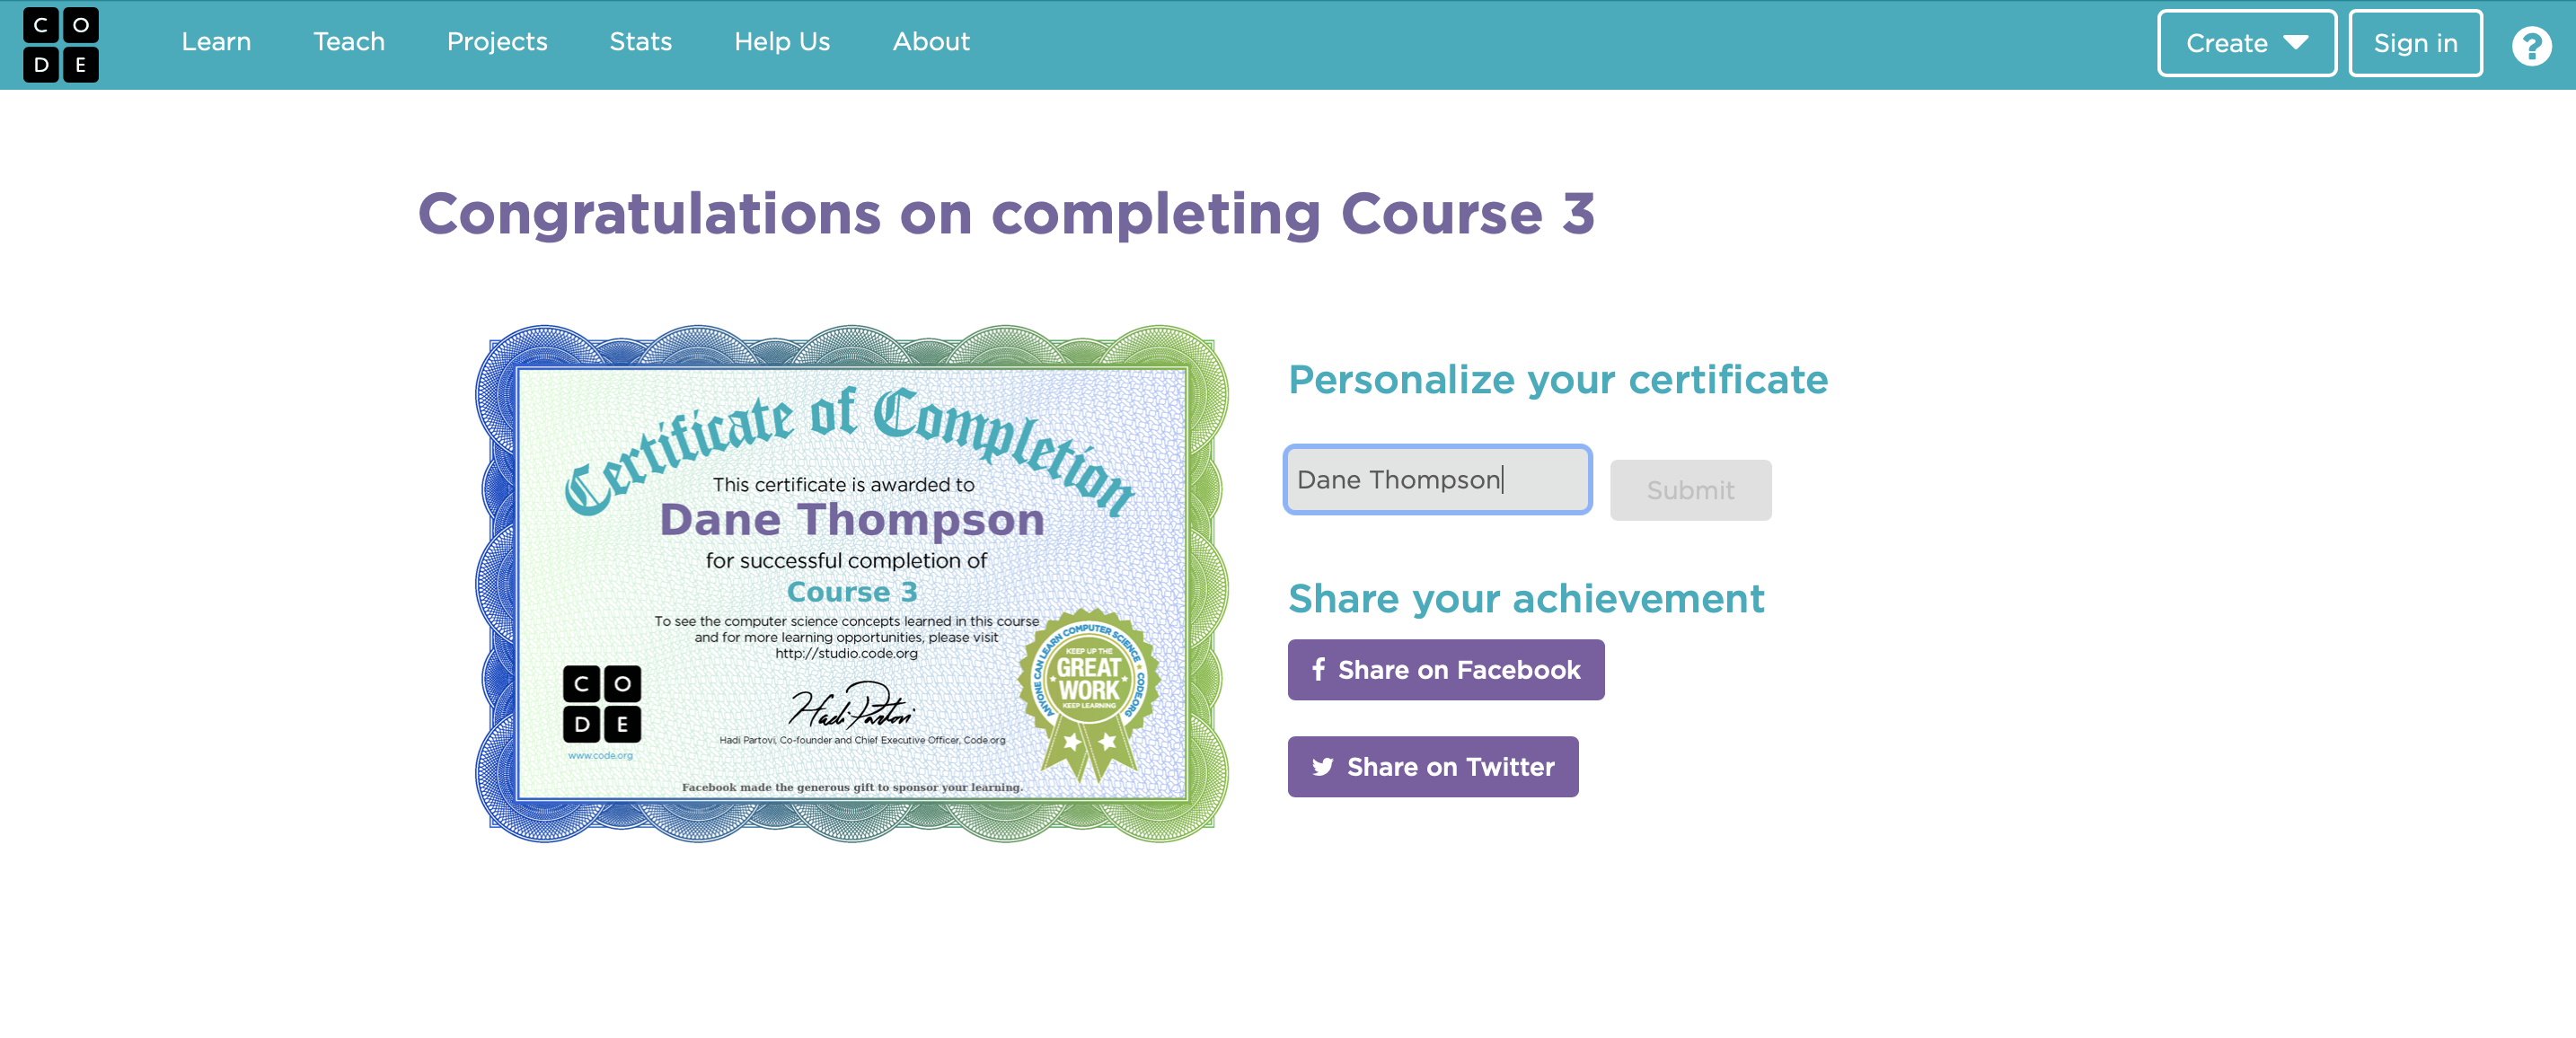 C O
D E
Learn Teach Projects Stats Help Us About Create Sign in ?
Congratulations on completing Course 3
Certificate of Completion
This certificate is awarded to
Dane Thompson
for successful completion of
Course 3
To see the computer science concepts learned in this course
and for more learning opportunities, please visit
http://studio.code.org
C O
D E
www.code.org
Hadi Partovi
Hadi Partovi, Co-founder and Chief Executive Officer, Code.org
ANYONE CAN LEARN COMPUTER SCIENCE • CODE.ORG
KEEP UP THE
GREAT
WORK
KEEP LEARNING
Facebook made the generous gift to sponsor your learning.
Personalize your certificate
Dane Thompson
Submit
Share your achievement
f Share on Facebook
Share on Twitter